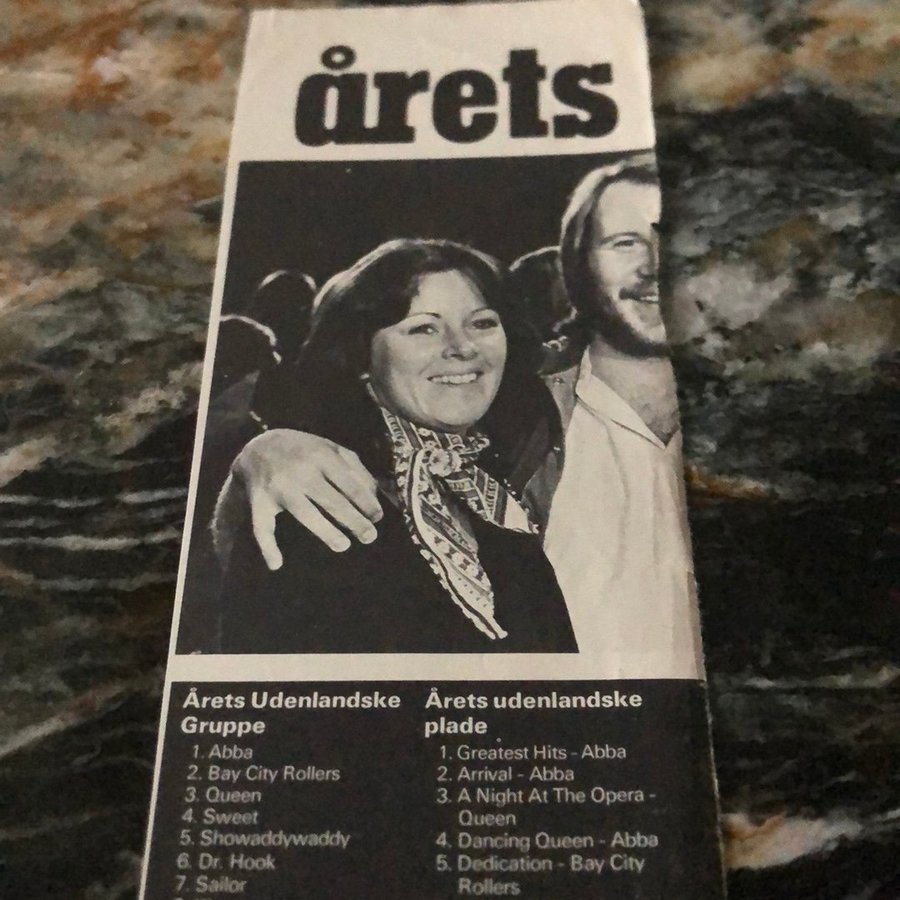 årets
Årets Udenlandske
Gruppe
1. Abba
2. Bay City Rollers
3. Queen
4. Sweet
5. Showaddywaddy
6. Dr. Hook
7. Sailor
Årets udenlandske
plade
1. Greatest Hits - Abba
2. Arrival - Abba
3. A Night At The Opera -
Queen
4. Dancing Queen - Abba
5. Dedication - Bay City
Rollers